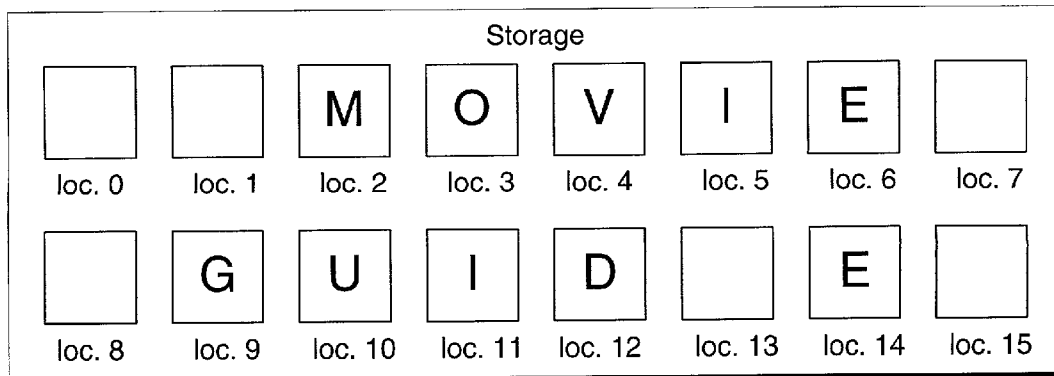 Storage
M O V I E
loc. 0 loc. 1 loc. 2 loc. 3 loc. 4 loc. 5 loc. 6 loc. 7
G U I D E
loc. 8 loc. 9 loc. 10 loc. 11 loc. 12 loc. 13 loc. 14 loc. 15